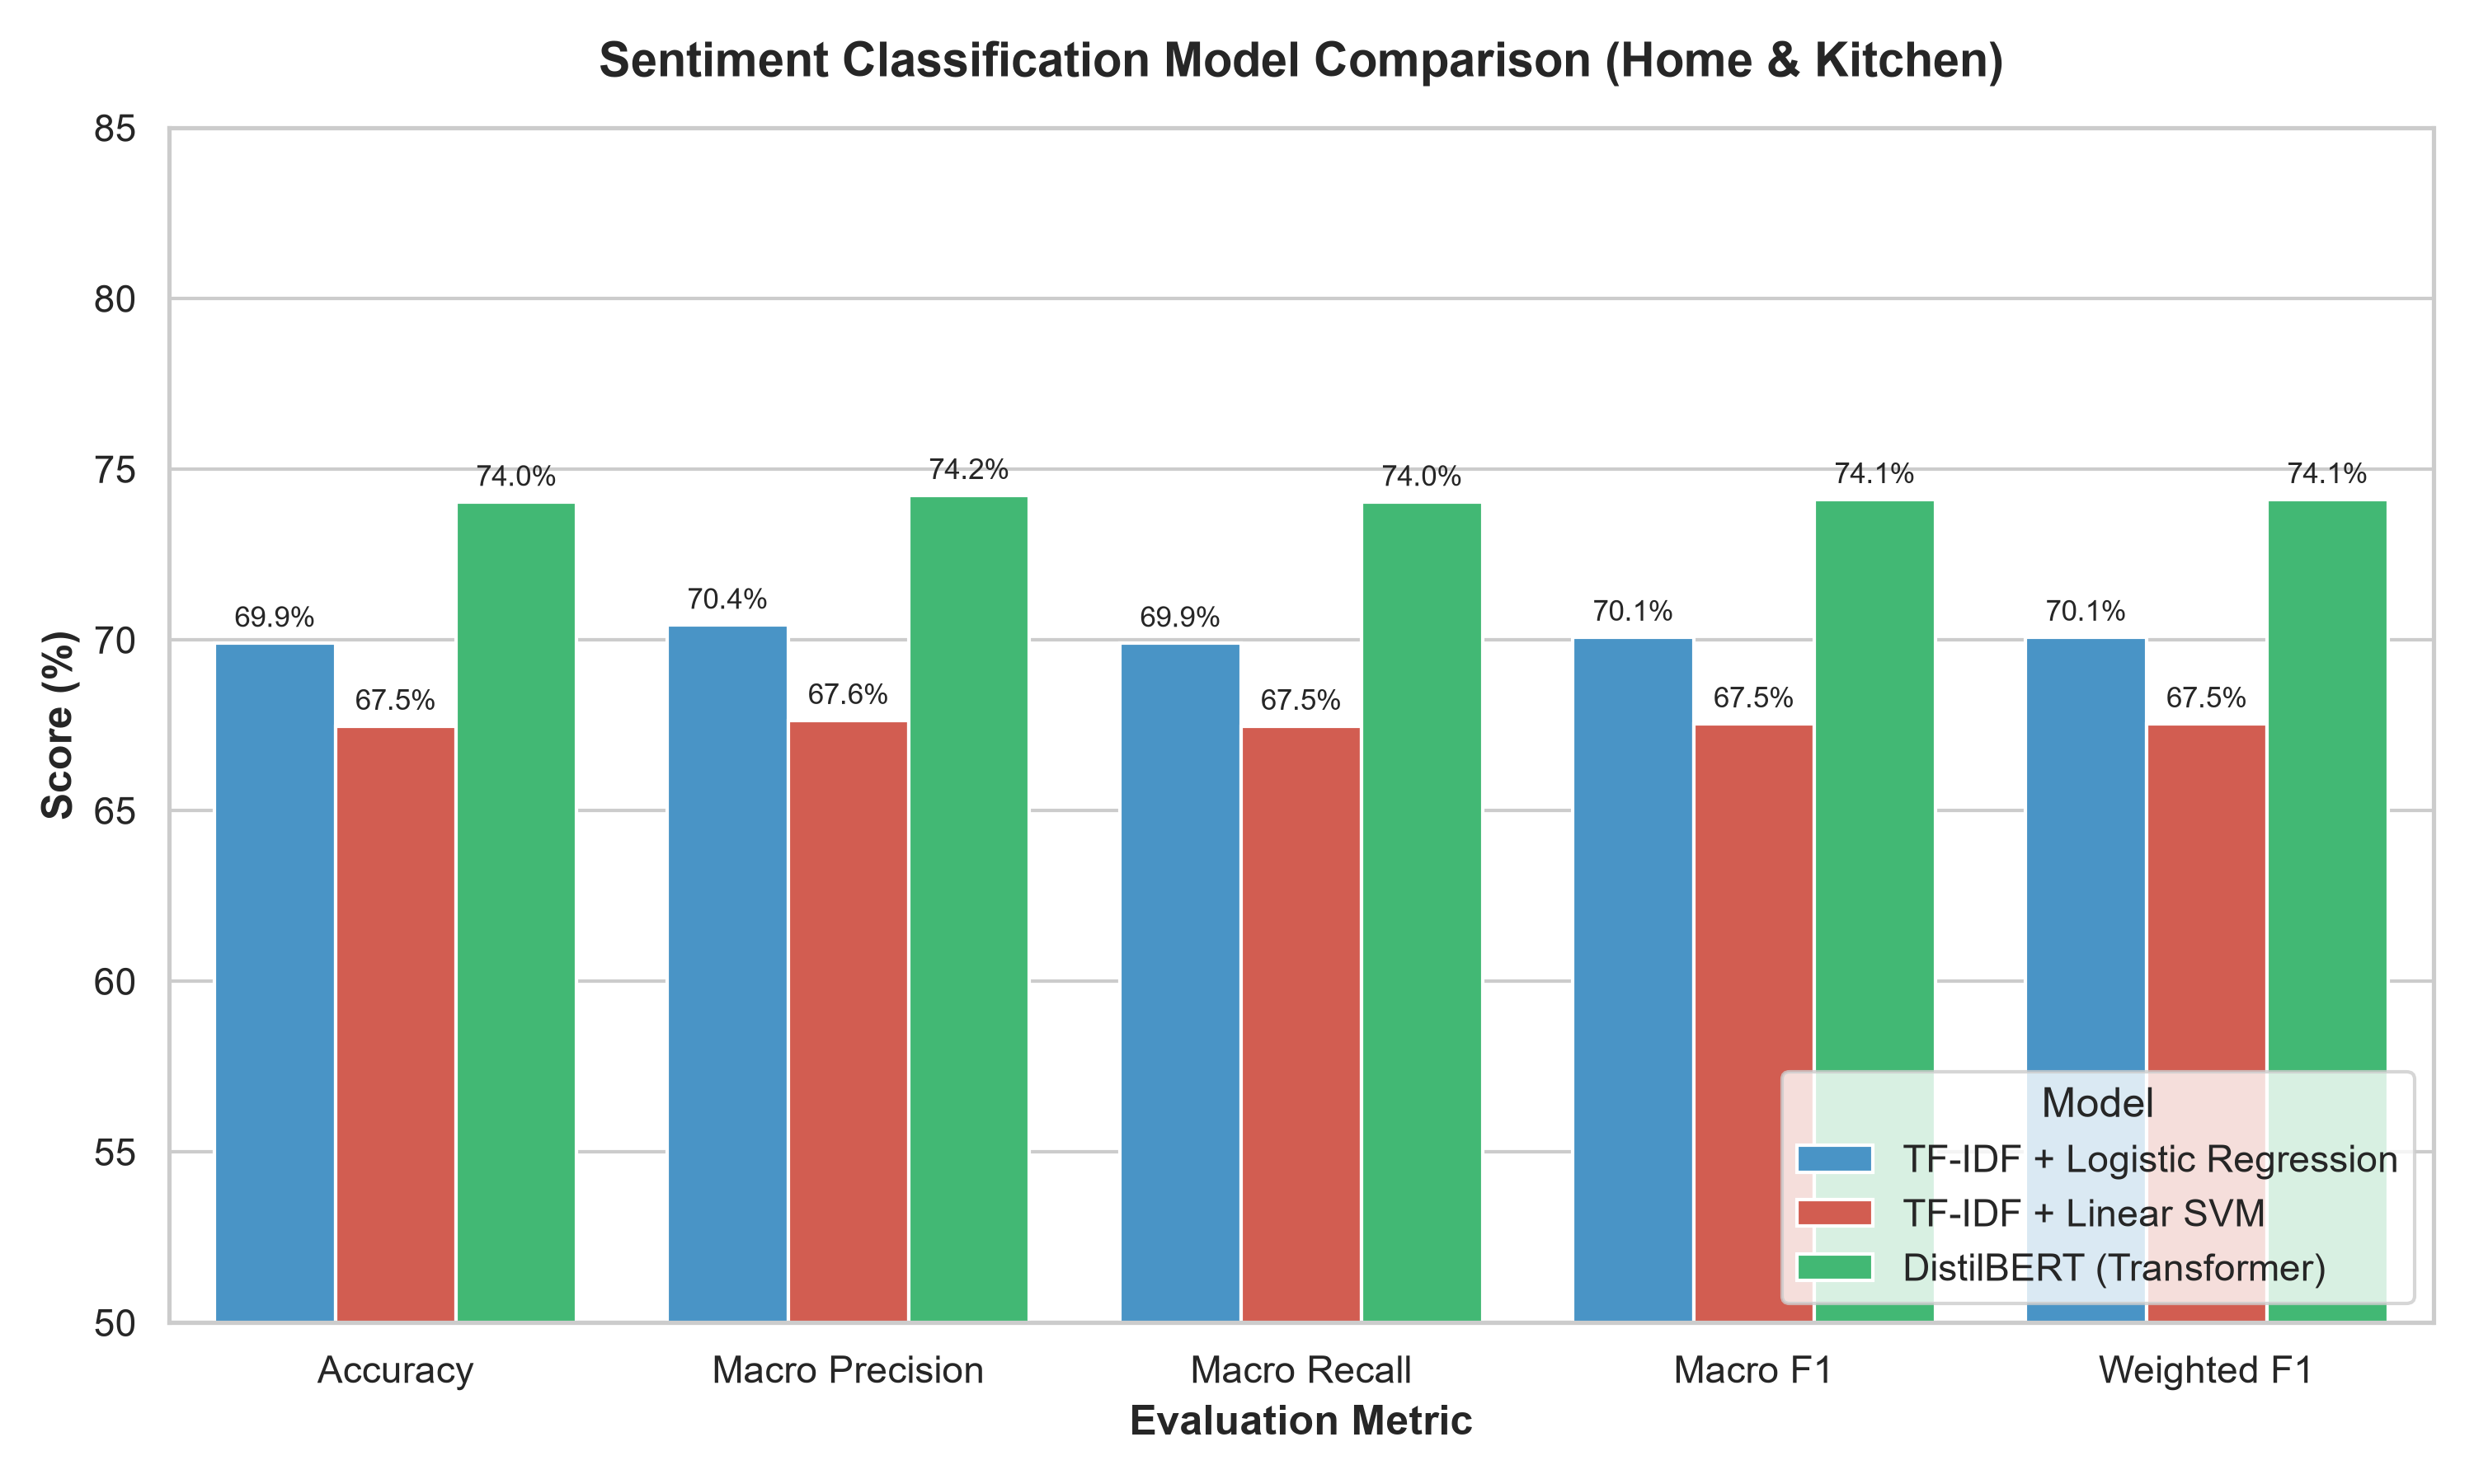 Sentiment Classification Model Comparison (Home & Kitchen)
Score (%)
85
80
75
70
65
60
55
50
69.9%
67.5%
74.0%
70.4%
67.6%
74.2%
69.9%
67.5%
74.0%
70.1%
67.5%
74.1%
70.1%
67.5%
74.1%
Model
TF-IDF + Logistic Regression
TF-IDF + Linear SVM
DistilBERT (Transformer)
Accuracy
Macro Precision
Macro Recall
Macro F1
Weighted F1
Evaluation Metric